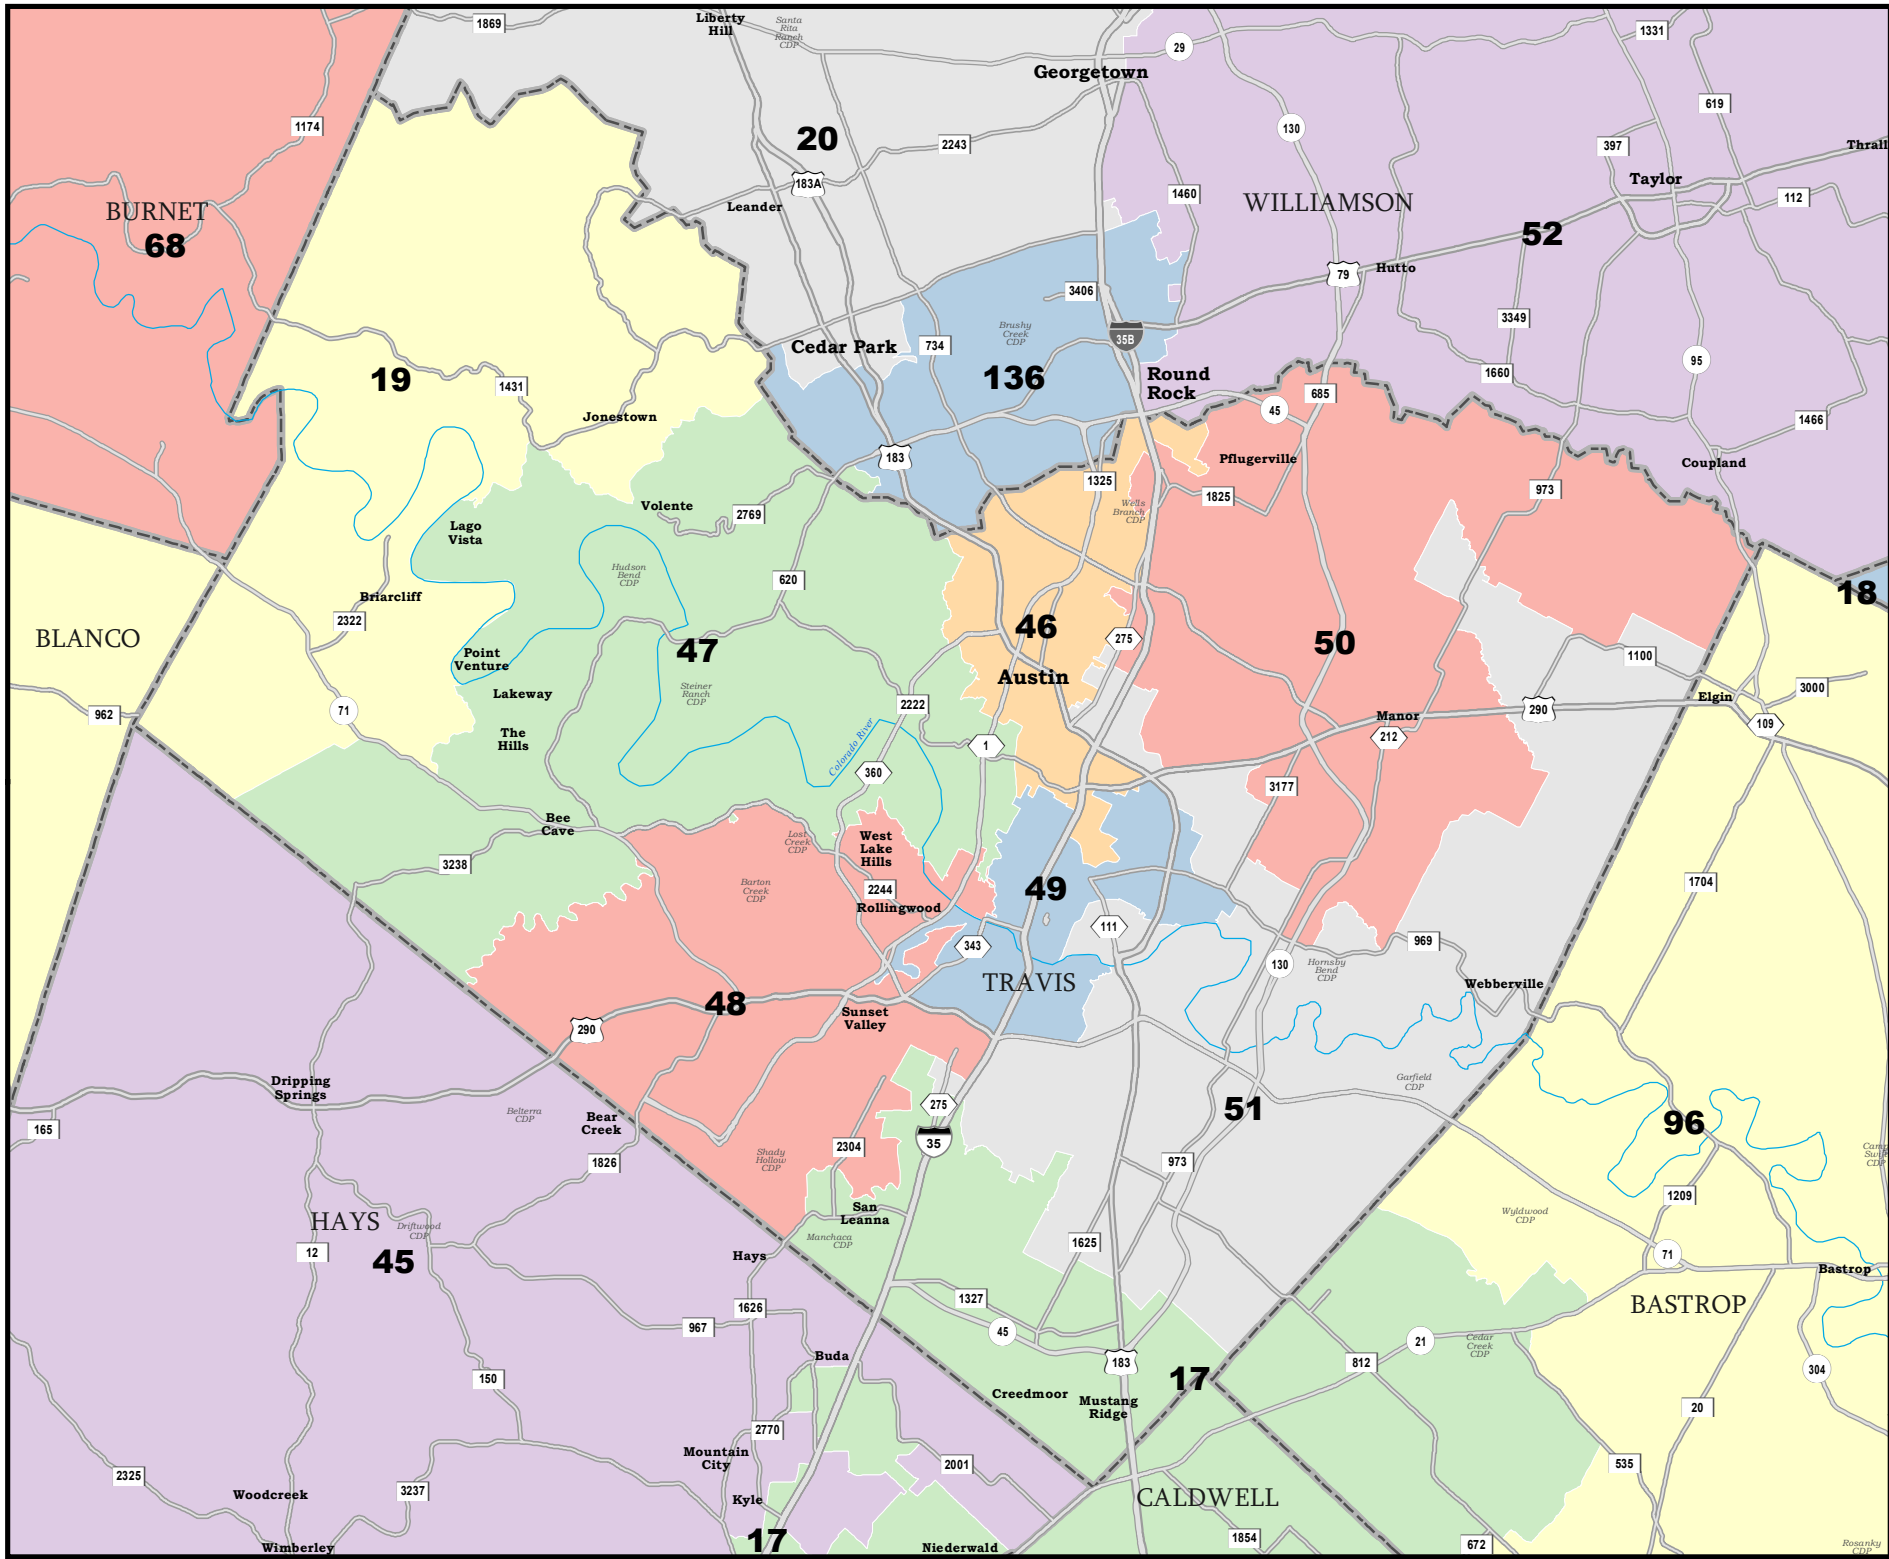 1869
Liberty
Hill
Santa
Rita
Ranch
CDP
Georgetown
29
1331
619
1174
20
2243
130
397
Thrall
183A
Taylor
1460
112
Leander
WILLIAMSON
BURNET
68
52
79
Hutto
3406
Brushy
Creek
CDP
3349
35B
Cedar Park
734
95
19
1431
136
Round
Rock
1660
685
45
Jonestown
1466
183
Pflugerville
Coupland
1325
973
1825
Wells
Branch
CDP
Volente
2769
Lago
Vista
Hudson
Bend
CDP
620
Briarcliff
2322
18
BLANCO
46
275
50
47
Point
Venture
1100
Austin
Lakeway
Steiner
Ranch
CDP
3000
Elgin
962
71
2222
290
Manor
109
The
Hills
Colorado River
1
212
360
3177
Bee
Cave
Lost
Creek
CDP
West
Lake
Hills
3238
Barton
Creek
CDP
2244
49
1704
Rollingwood
111
343
969
130
Hornsby
Bend
CDP
TRAVIS
Webberville
48
Sunset
Valley
290
Dripping
Springs
Garfield
CDP
Belterra
CDP
Bear
Creek
275
51
96
165
35
2304
Camp
Swift
CDP
1826
Shady
Hollow
CDP
973
1209
San
Leanna
HAYS
Driftwood
CDP
Manchaca
CDP
Wyldwood
CDP
12
45
Hays
1625
71
Bastrop
1327
BASTROP
1626
967
45
21
Cedar
Creek
CDP
Buda
183
812
304
150
17
Creedmoor
Mustang
Ridge
20
2770
Mountain
City
2001
535
2325
Woodcreek
3237
Kyle
CALDWELL
17
1854
672
Wimberley
Niederwald
Rosanky
CDP